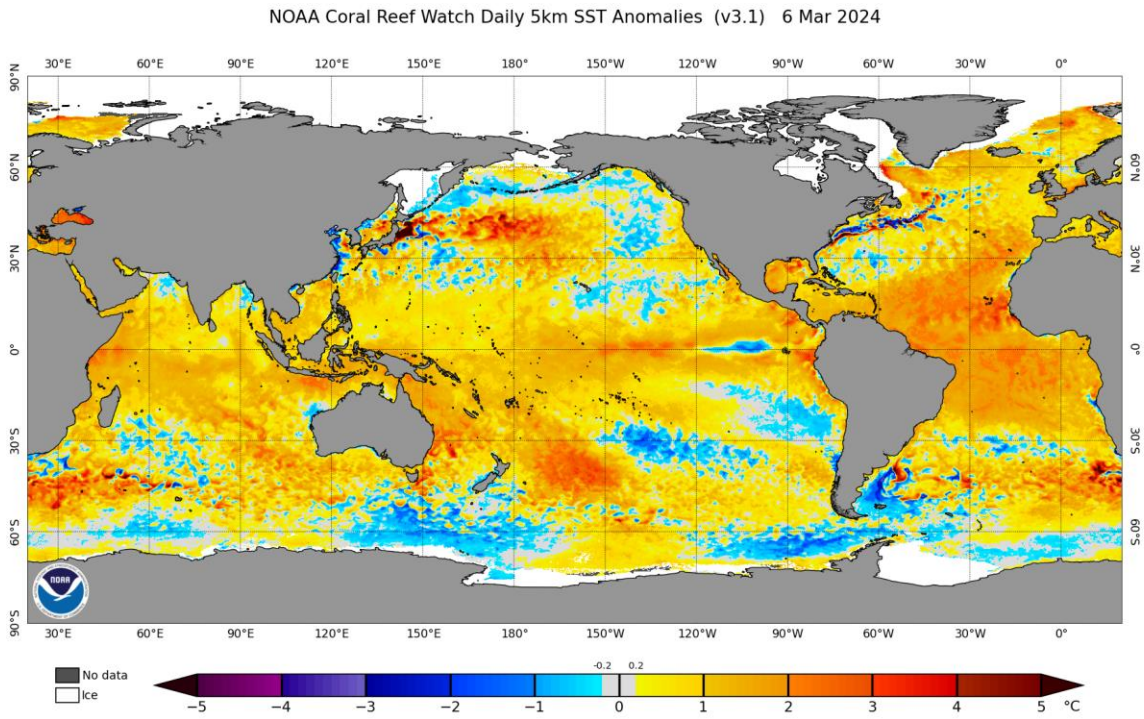 NOAA Coral Reef Watch Daily 5km SST Anomalies (v3.1) 6 Mar 2024
30°E 60°E 90°E 120°E 150°E 180° 150°W 120°W 90°W 60°W 30°W 0°
90°N 60°N 30°N 0° 30°S 60°S 90°S
60°N 30°N 0° 30°S 60°S
NOAA
30°E 60°E 90°E 120°E 150°E 180° 150°W 120°W 90°W 60°W 30°W 0°
No data
Ice
-0.2 0.2
−5 −4 −3 −2 −1 0 1 2 3 4 5 °C